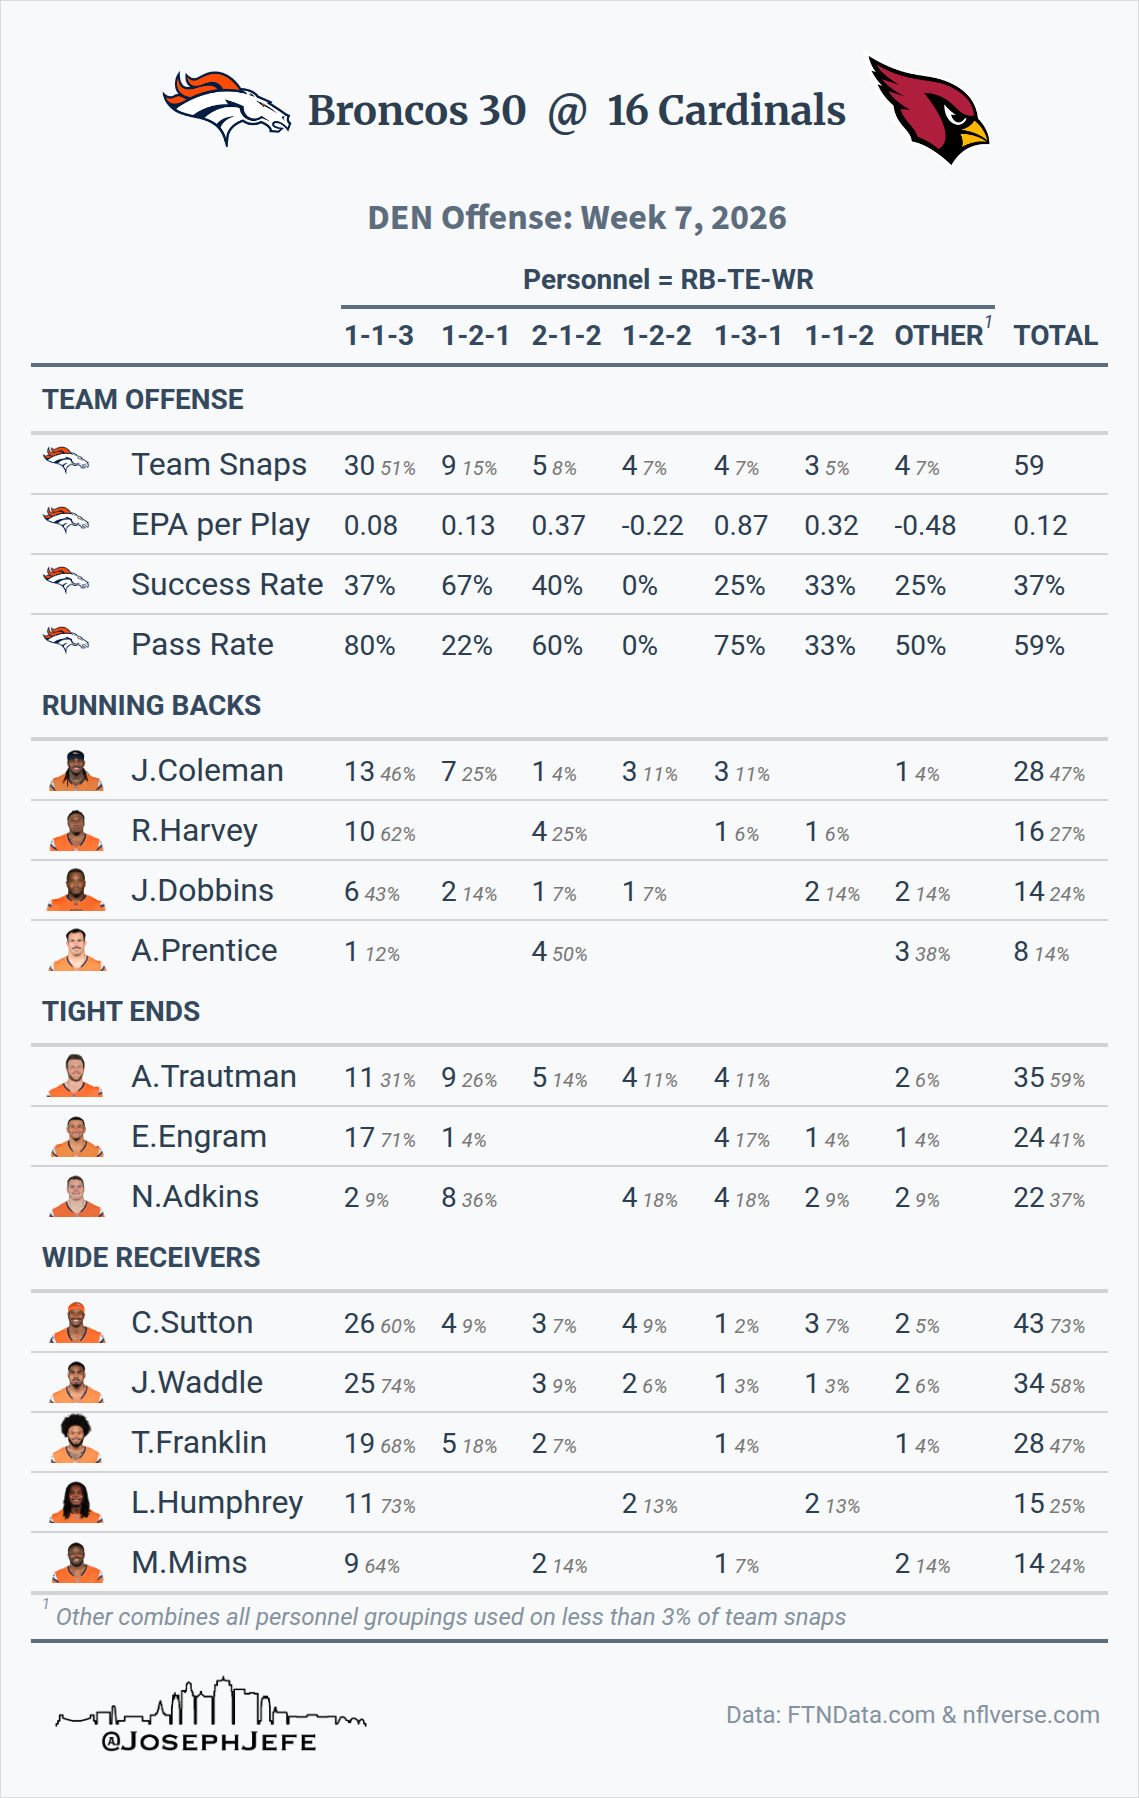 Broncos 30 @ 16 Cardinals
DEN Offense: Week 7, 2026
Personnel = RB-TE-WR
1-1-3 1-2-1 2-1-2 1-2-2 1-3-1 1-1-2 OTHER1 TOTAL
TEAM OFFENSE
Team Snaps 30 51% 9 15% 5 8% 4 7% 4 7% 3 5% 4 7% 59
EPA per Play 0.08 0.13 0.37 -0.22 0.87 0.32 -0.48 0.12
Success Rate 37% 67% 40% 0% 25% 33% 25% 37%
Pass Rate 80% 22% 60% 0% 75% 33% 50% 59%
RUNNING BACKS
J.Coleman 13 46% 7 25% 1 4% 3 11% 3 11% 1 4% 28 47%
R.Harvey 10 62% 4 25% 1 6% 1 6% 16 27%
J.Dobbins 6 43% 2 14% 1 7% 1 7% 2 14% 2 14% 14 24%
A.Prentice 1 12% 4 50% 3 38% 8 14%
TIGHT ENDS
A.Trautman 11 31% 9 26% 5 14% 4 11% 4 11% 2 6% 35 59%
E.Engram 17 71% 1 4% 4 17% 1 4% 1 4% 24 41%
N.Adkins 2 9% 8 36% 4 18% 4 18% 2 9% 2 9% 22 37%
WIDE RECEIVERS
C.Sutton 26 60% 4 9% 3 7% 4 9% 1 2% 3 7% 2 5% 43 73%
J.Waddle 25 74% 3 9% 2 6% 1 3% 1 3% 2 6% 34 58%
T.Franklin 19 68% 5 18% 2 7% 1 4% 1 4% 28 47%
L.Humphrey 11 73% 2 13% 2 13% 15 25%
M.Mims 9 64% 2 14% 1 7% 2 14% 14 24%
1 Other combines all personnel groupings used on less than 3% of team snaps
@JOSEPHJEFE
Data: FTNData.com & nflverse.com